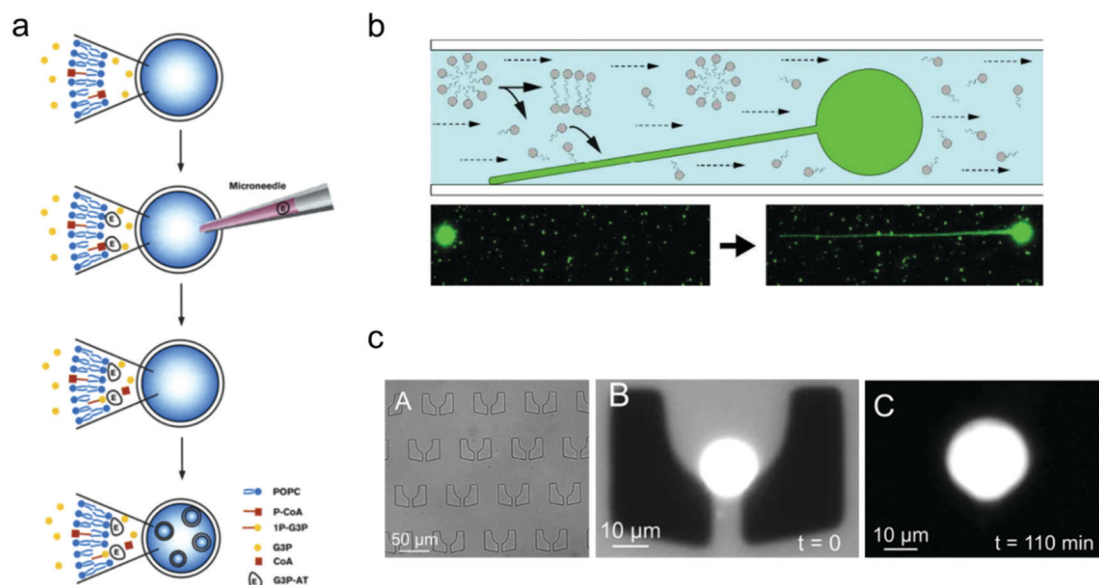 a
Microneedle
E
E
E
E
E
E
E
POPC
P-CoA
1P-G3P
G3P
CoA
E
G3P-AT
b
c
A
50 μm
B
10 μm
t = 0
C
10 μm
t = 110 min